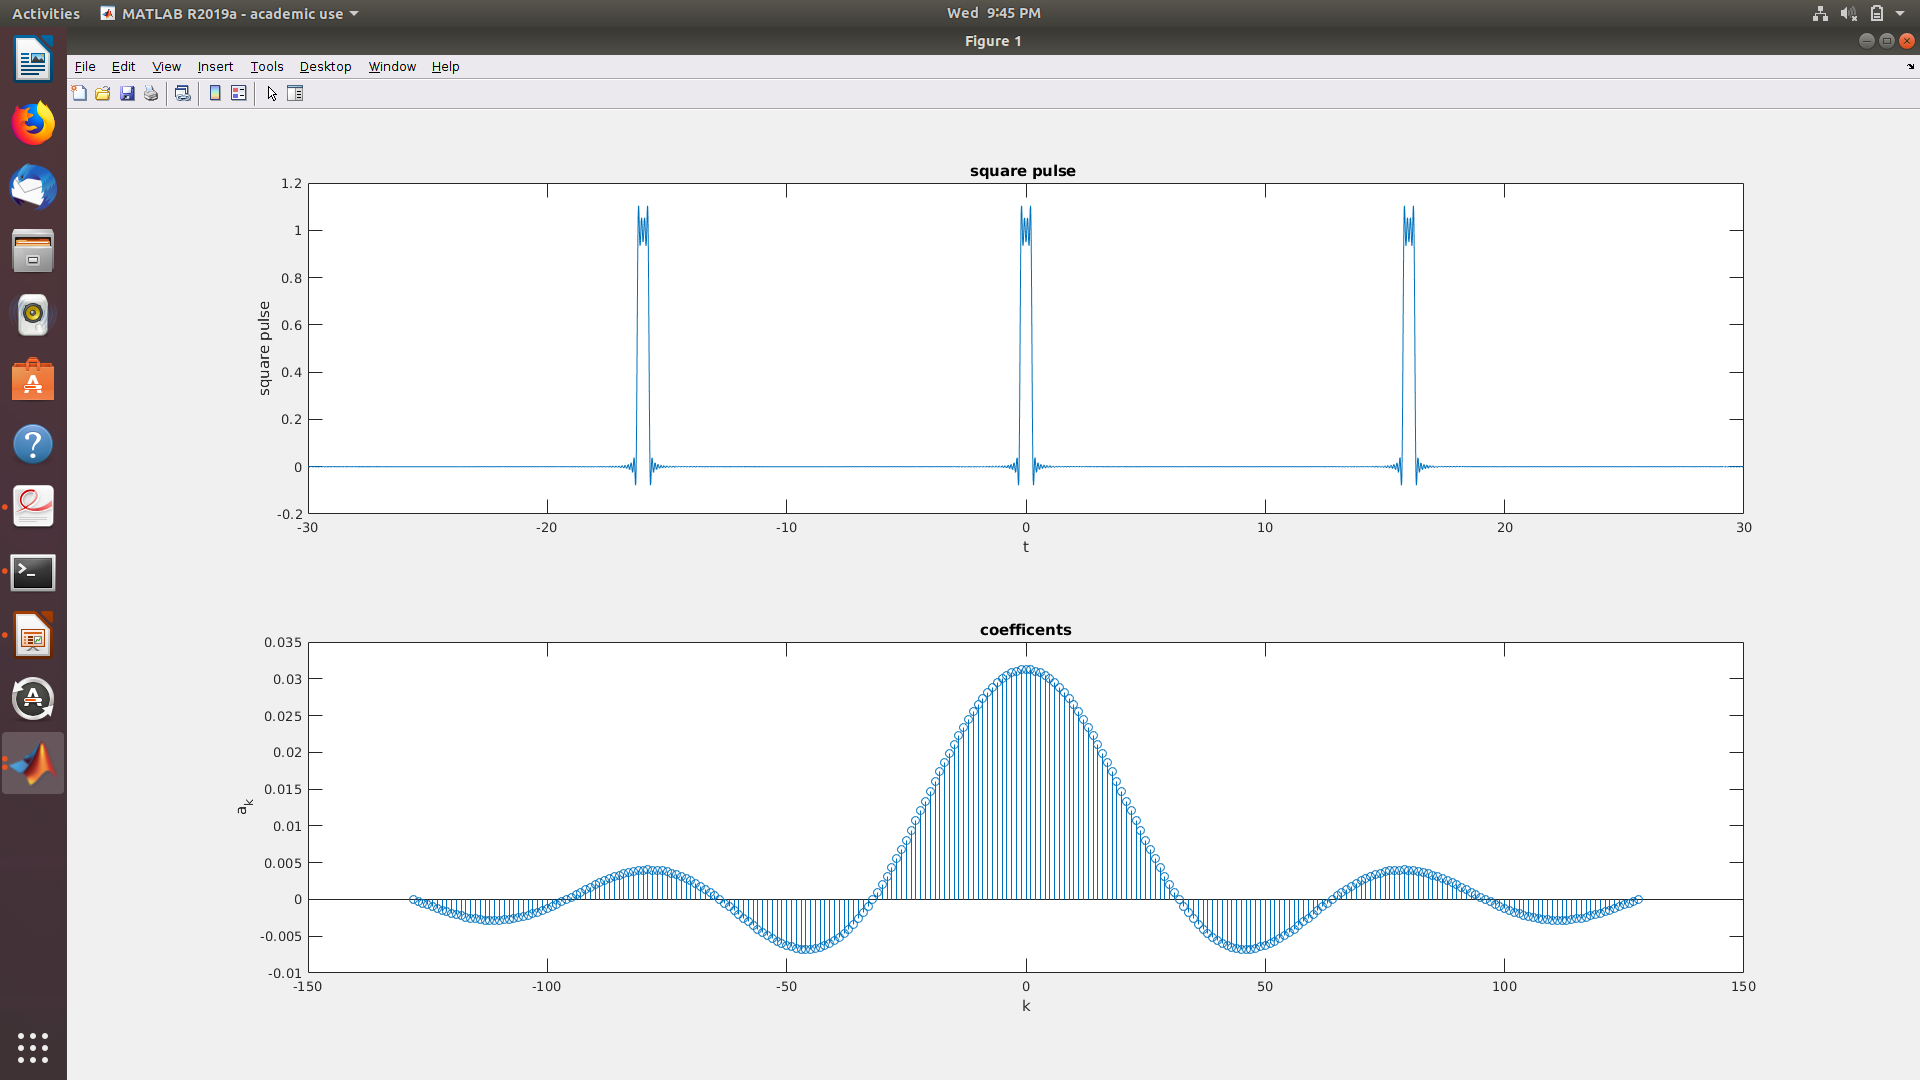 Activities MATLAB R2019a - academic use Wed 9:45 PM
Figure 1
File Edit View Insert Tools Desktop Window Help
square pulse
1.2
1
0.8
0.6
0.4
0.2
0
-0.2
square pulse
-30 -20 -10 0 10 20 30
t
coefficents
0.035
0.03
0.025
0.02
0.015
0.01
0.005
0
-0.005
-0.01
a_k
-150 -100 -50 0 50 100 150
k